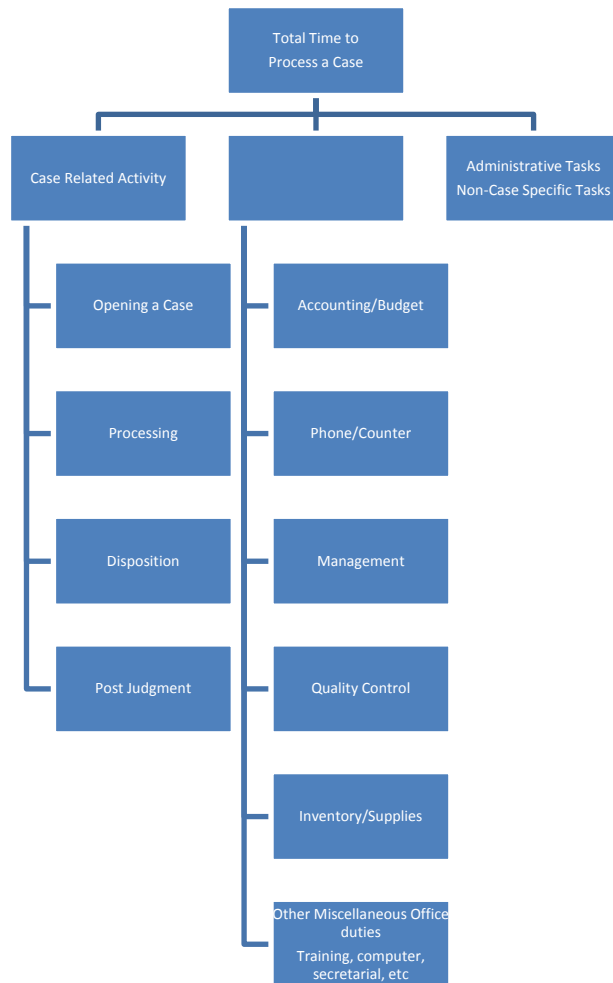 Total Time to
Process a Case
Case Related Activity
Administrative Tasks
Non-Case Specific Tasks
Opening a Case
Accounting/Budget
Processing
Phone/Counter
Disposition
Management
Post Judgment
Quality Control
Inventory/Supplies
Other Miscellaneous Office
duties
Training, computer,
secretarial, etc